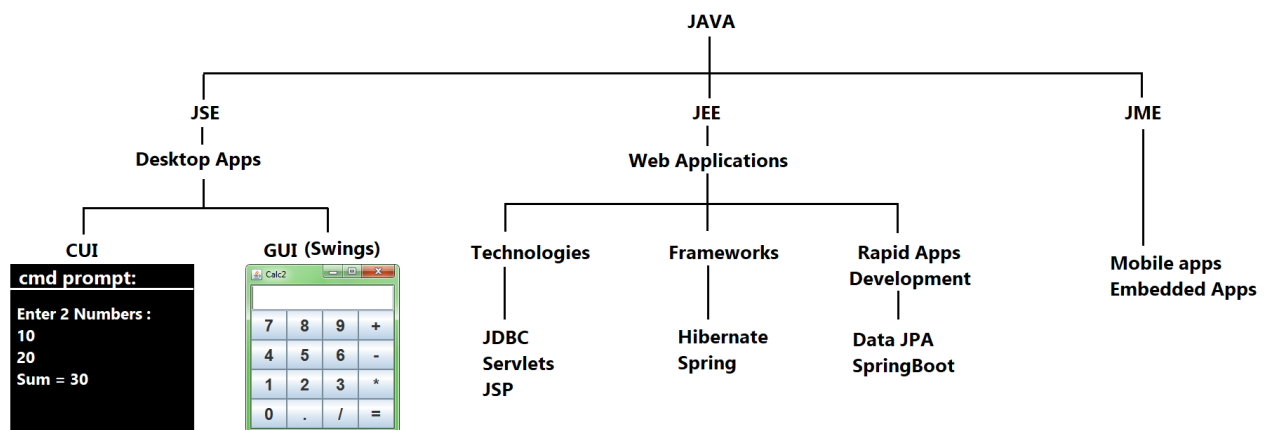 JAVA
JSE
JEE
JME
Desktop Apps
Web Applications
CUI
GUI (Swings)
Technologies
Frameworks
Rapid Apps
Development
Mobile apps
Embedded Apps
cmd prompt:
Enter 2 Numbers :
10
20
Sum = 30
Calc2
7 8 9 +
4 5 6 -
1 2 3 *
0 . / =
JDBC
Servlets
JSP
Hibernate
Spring
Data JPA
SpringBoot